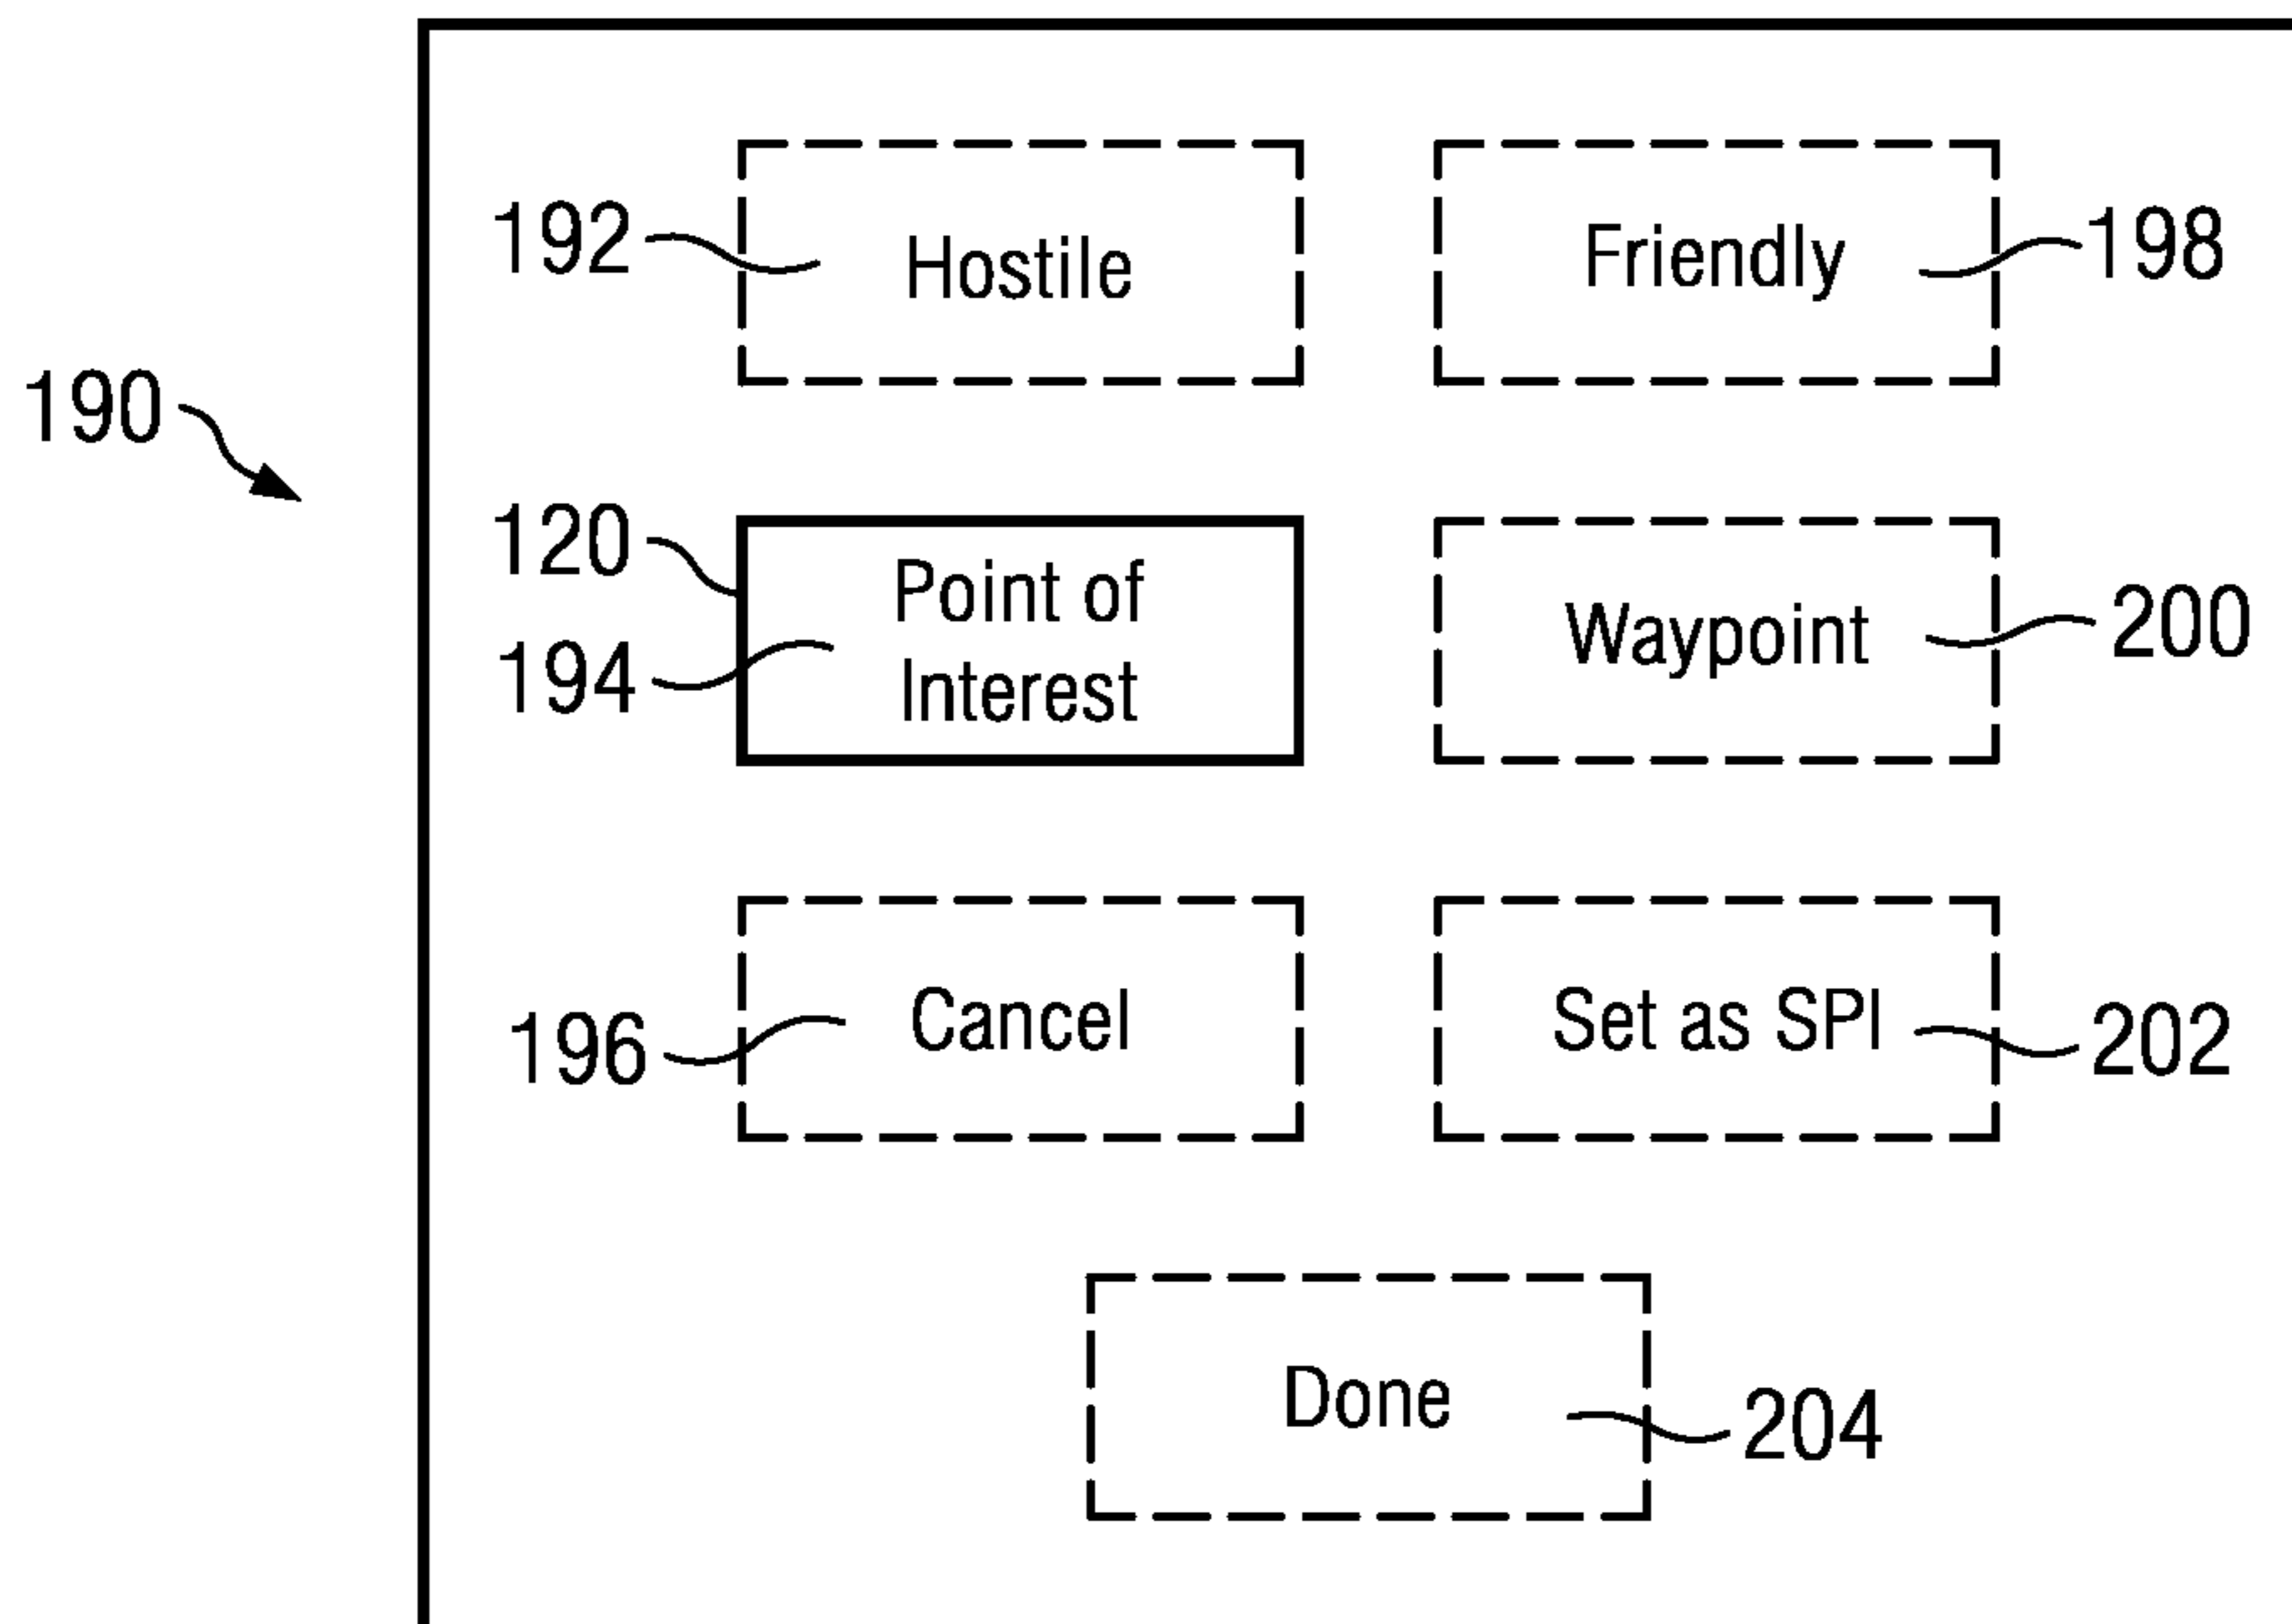 192
Hostile
Friendly
198
190
120
194
Point of
Interest
Waypoint
200
196
Cancel
Set as SPI
202
Done
204